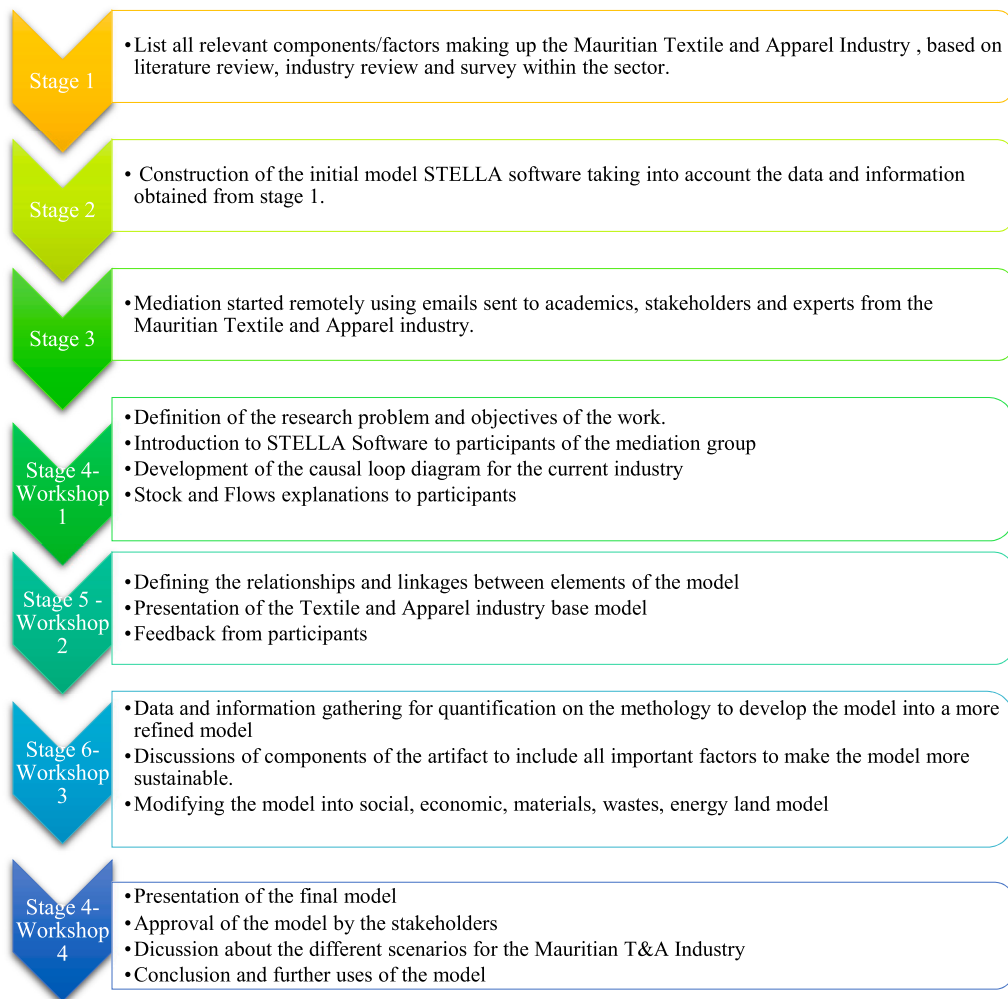 Stage 1
•List all relevant components/factors making up the Mauritian Textile and Apparel Industry , based on
literature review, industry review and survey within the sector.
Stage 2
• Construction of the initial model STELLA software taking into account the data and information
obtained from stage 1.
Stage 3
•Mediation started remotely using emails sent to academics, stakeholders and experts from the
Mauritian Textile and Apparel industry.
Stage 4-
Workshop
1
•Definition of the research problem and objectives of the work.
•Introduction to STELLA Software to participants of the mediation group
•Development of the causal loop diagram for the current industry
•Stock and Flows explanations to participants
Stage 5 -
Workshop
2
•Defining the relationships and linkages between elements of the model
•Presentation of the Textile and Apparel industry base model
•Feedback from participants
Stage 6-
Workshop
3
•Data and information gathering for quantification on the methology to develop the model into a more
refined model
•Discussions of components of the artifact to include all important factors to make the model more
sustainable.
•Modifying the model into social, economic, materials, wastes, energy land model
Stage 4-
Workshop
4
•Presentation of the final model
•Approval of the model by the stakeholders
•Dicussion about the different scenarios for the Mauritian T&A Industry
•Conclusion and further uses of the model